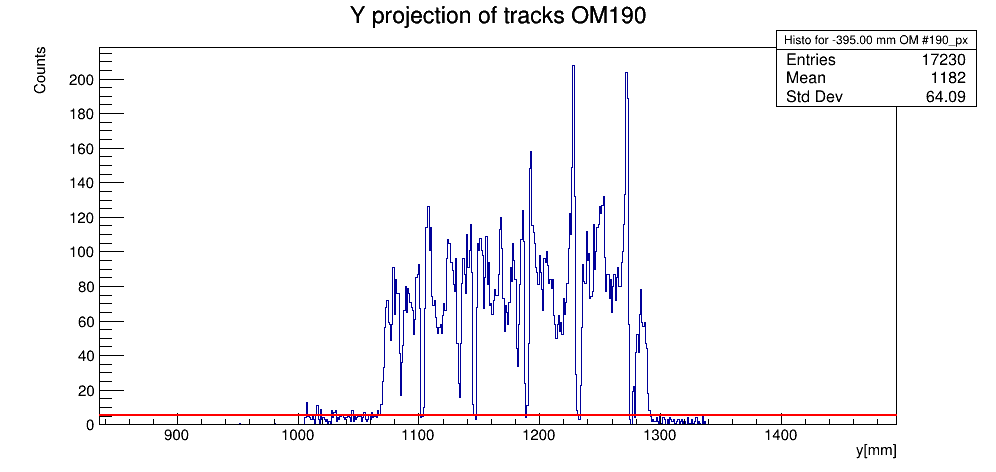 Y projection of tracks OM190
Histo for -395.00 mm OM #190_px
Entries 17230
Mean 1182
Std Dev 64.09
Counts
200
180
160
140
120
100
80
60
40
20
0
900 1000 1100 1200 1300 1400
y[mm]